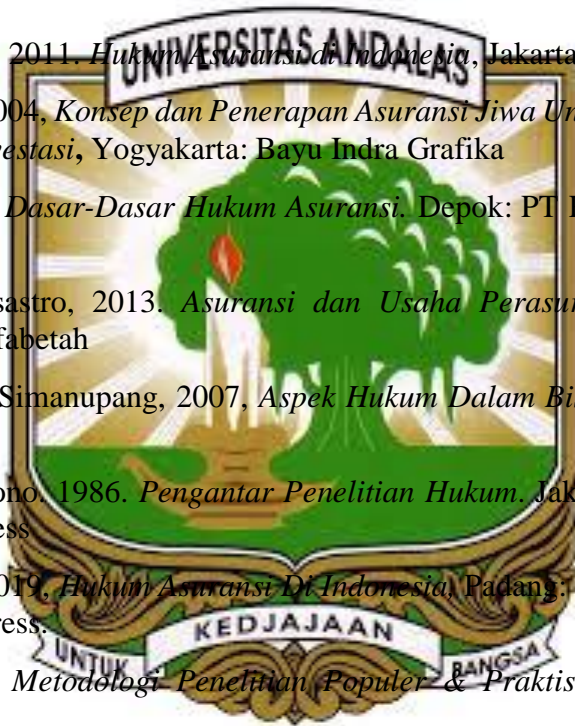 UNIVERSITAS ANDALAS
2011. Hukum Asuransi di Indonesia, Jakarta
004, Konsep dan Penerapan Asuransi Jiwa Un
estasi, Yogyakarta: Bayu Indra Grafika
Dasar-Dasar Hukum Asuransi. Depok: PT
sastro, 2013. Asuransi dan Usaha Perasu
fabetah
Simanupang, 2007, Aspek Hukum Dalam Bi
ono. 1986. Pengantar Penelitian Hukum. Jak
ess
019, Hukum Asuransi Di Indonesia, Padang:
ress.
KEDJAJAAN
UNTUK BANGSA
Metodologi Penelitian Populer & Praktis